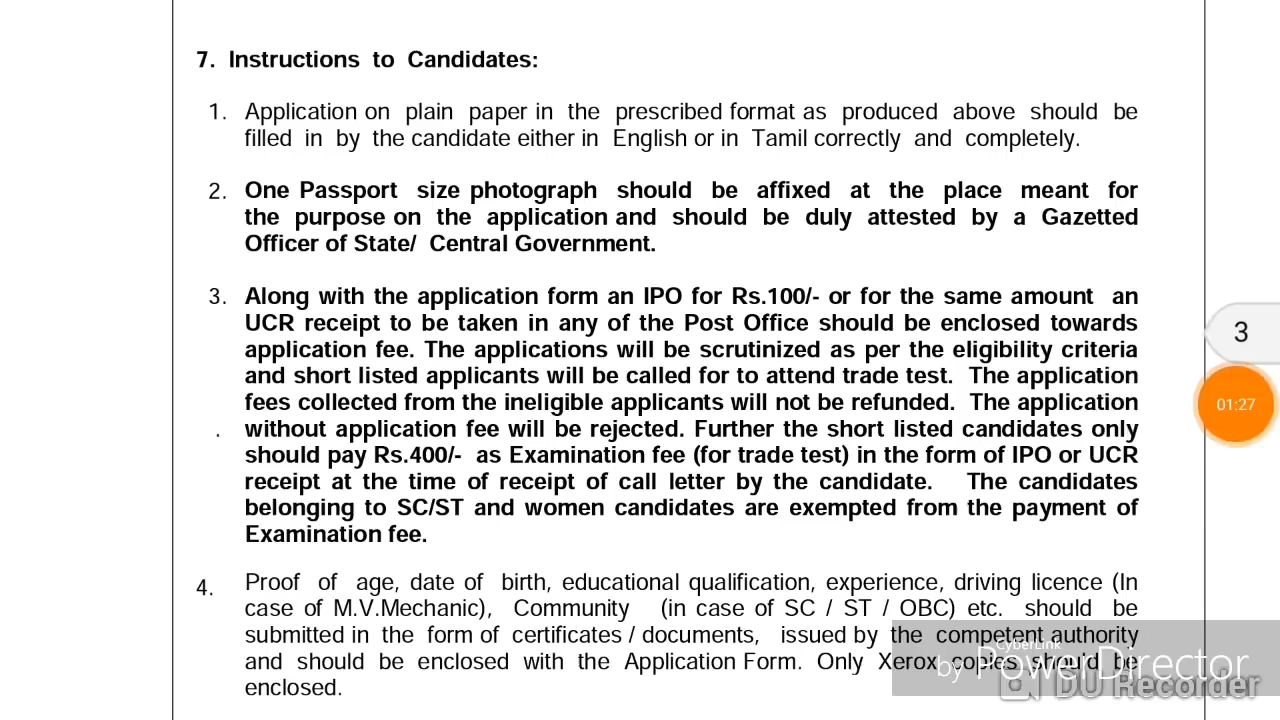 7. Instructions to Candidates:
1. Application on plain paper in the prescribed format as produced above should be
filled in by the candidate either in English or in Tamil correctly and completely.
2. One Passport size photograph should be affixed at the place meant for
the purpose on the application and should be duly attested by a Gazetted
Officer of State/ Central Government.
3. Along with the application form an IPO for Rs.100/- or for the same amount an
UCR receipt to be taken in any of the Post Office should be enclosed towards
application fee. The applications will be scrutinized as per the eligibility criteria
and short listed applicants will be called for to attend trade test. The application
fees collected from the ineligible applicants will not be refunded. The application
. without application fee will be rejected. Further the short listed candidates only
should pay Rs.400/- as Examination fee (for trade test) in the form of IPO or UCR
receipt at the time of receipt of call letter by the candidate. The candidates
belonging to SC/ST and women candidates are exempted from the payment of
Examination fee.
4. Proof of age, date of birth, educational qualification, experience, driving licence (In
case of M.V.Mechanic), Community (in case of SC / ST / OBC) etc. should be
submitted in the form of certificates / documents, issued by the competent authority
and should be enclosed with the Application Form. Only Xerox copies should be
enclosed.
3
01:27
CyberLink
by PowerDirector
DU Recorder